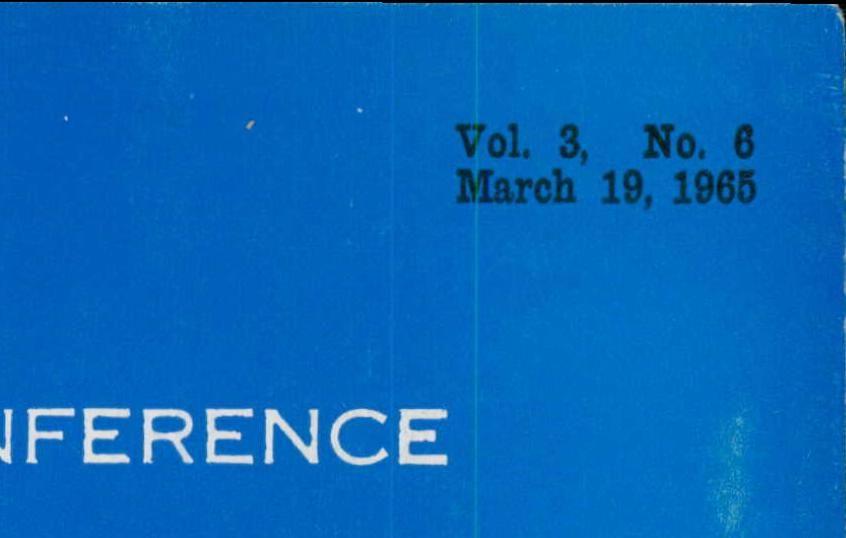 Vol. 3, No. 6
March 19, 1965
NFERENCE